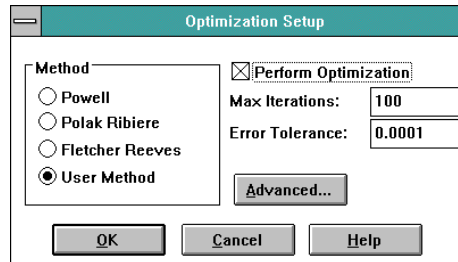 Optimization Setup
Method
Powell
Polak Ribiere
Fletcher Reeves
User Method
Perform Optimization
Max Iterations: 100
Error Tolerance: 0.0001
Advanced...
OK Cancel Help